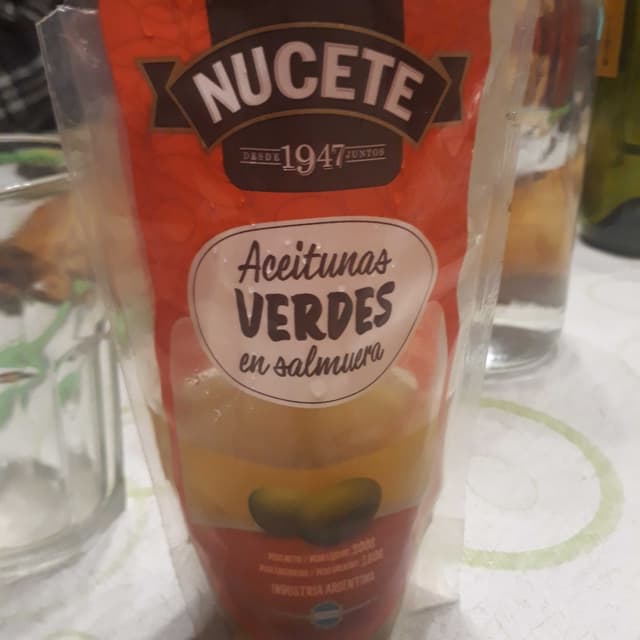 NUCETE
DESDE 1947 JUNTOS
Aceitunas
VERDES
en salmuera
INDUSTRIA ARGENTINA